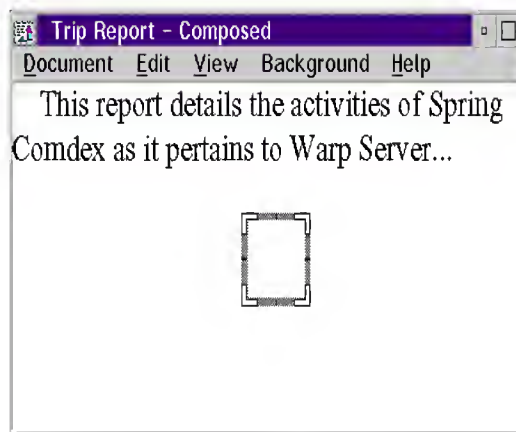 Trip Report - Composed
Document Edit View Background Help
This report details the activities of Spring
Comdex as it pertains to Warp Server...